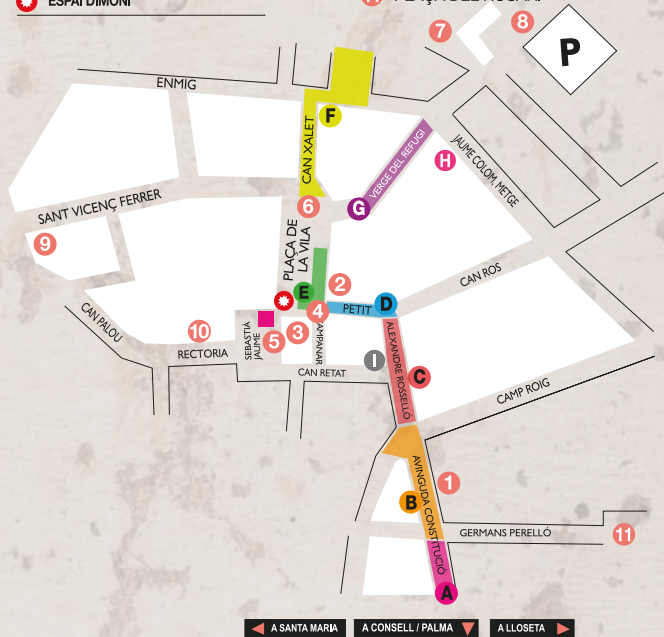 ESPAI DIMONI
7
8
P
ENMIG
F
CAN XALET
VERGE DEL REFUGI
H
JAUME COLOM, METGE
SANT VICENÇ FERRER
6
G
9
PLAÇA DE
LA VILA
CAN ROS
E
2
CAN PALOU
4
PETIT
D
10
RECTORIA
SEBASTIÀ
JAUME
5
3
I
ALEXANDRE ROSSELLÓ
C
CAN RETAT
CAMP ROIG
AVINGUDA CONSTITUCIÓ
1
B
GERMANS PERELLÓ
11
A
A SANTA MARIA
A CONSELL / PALMA
A LLOSETA